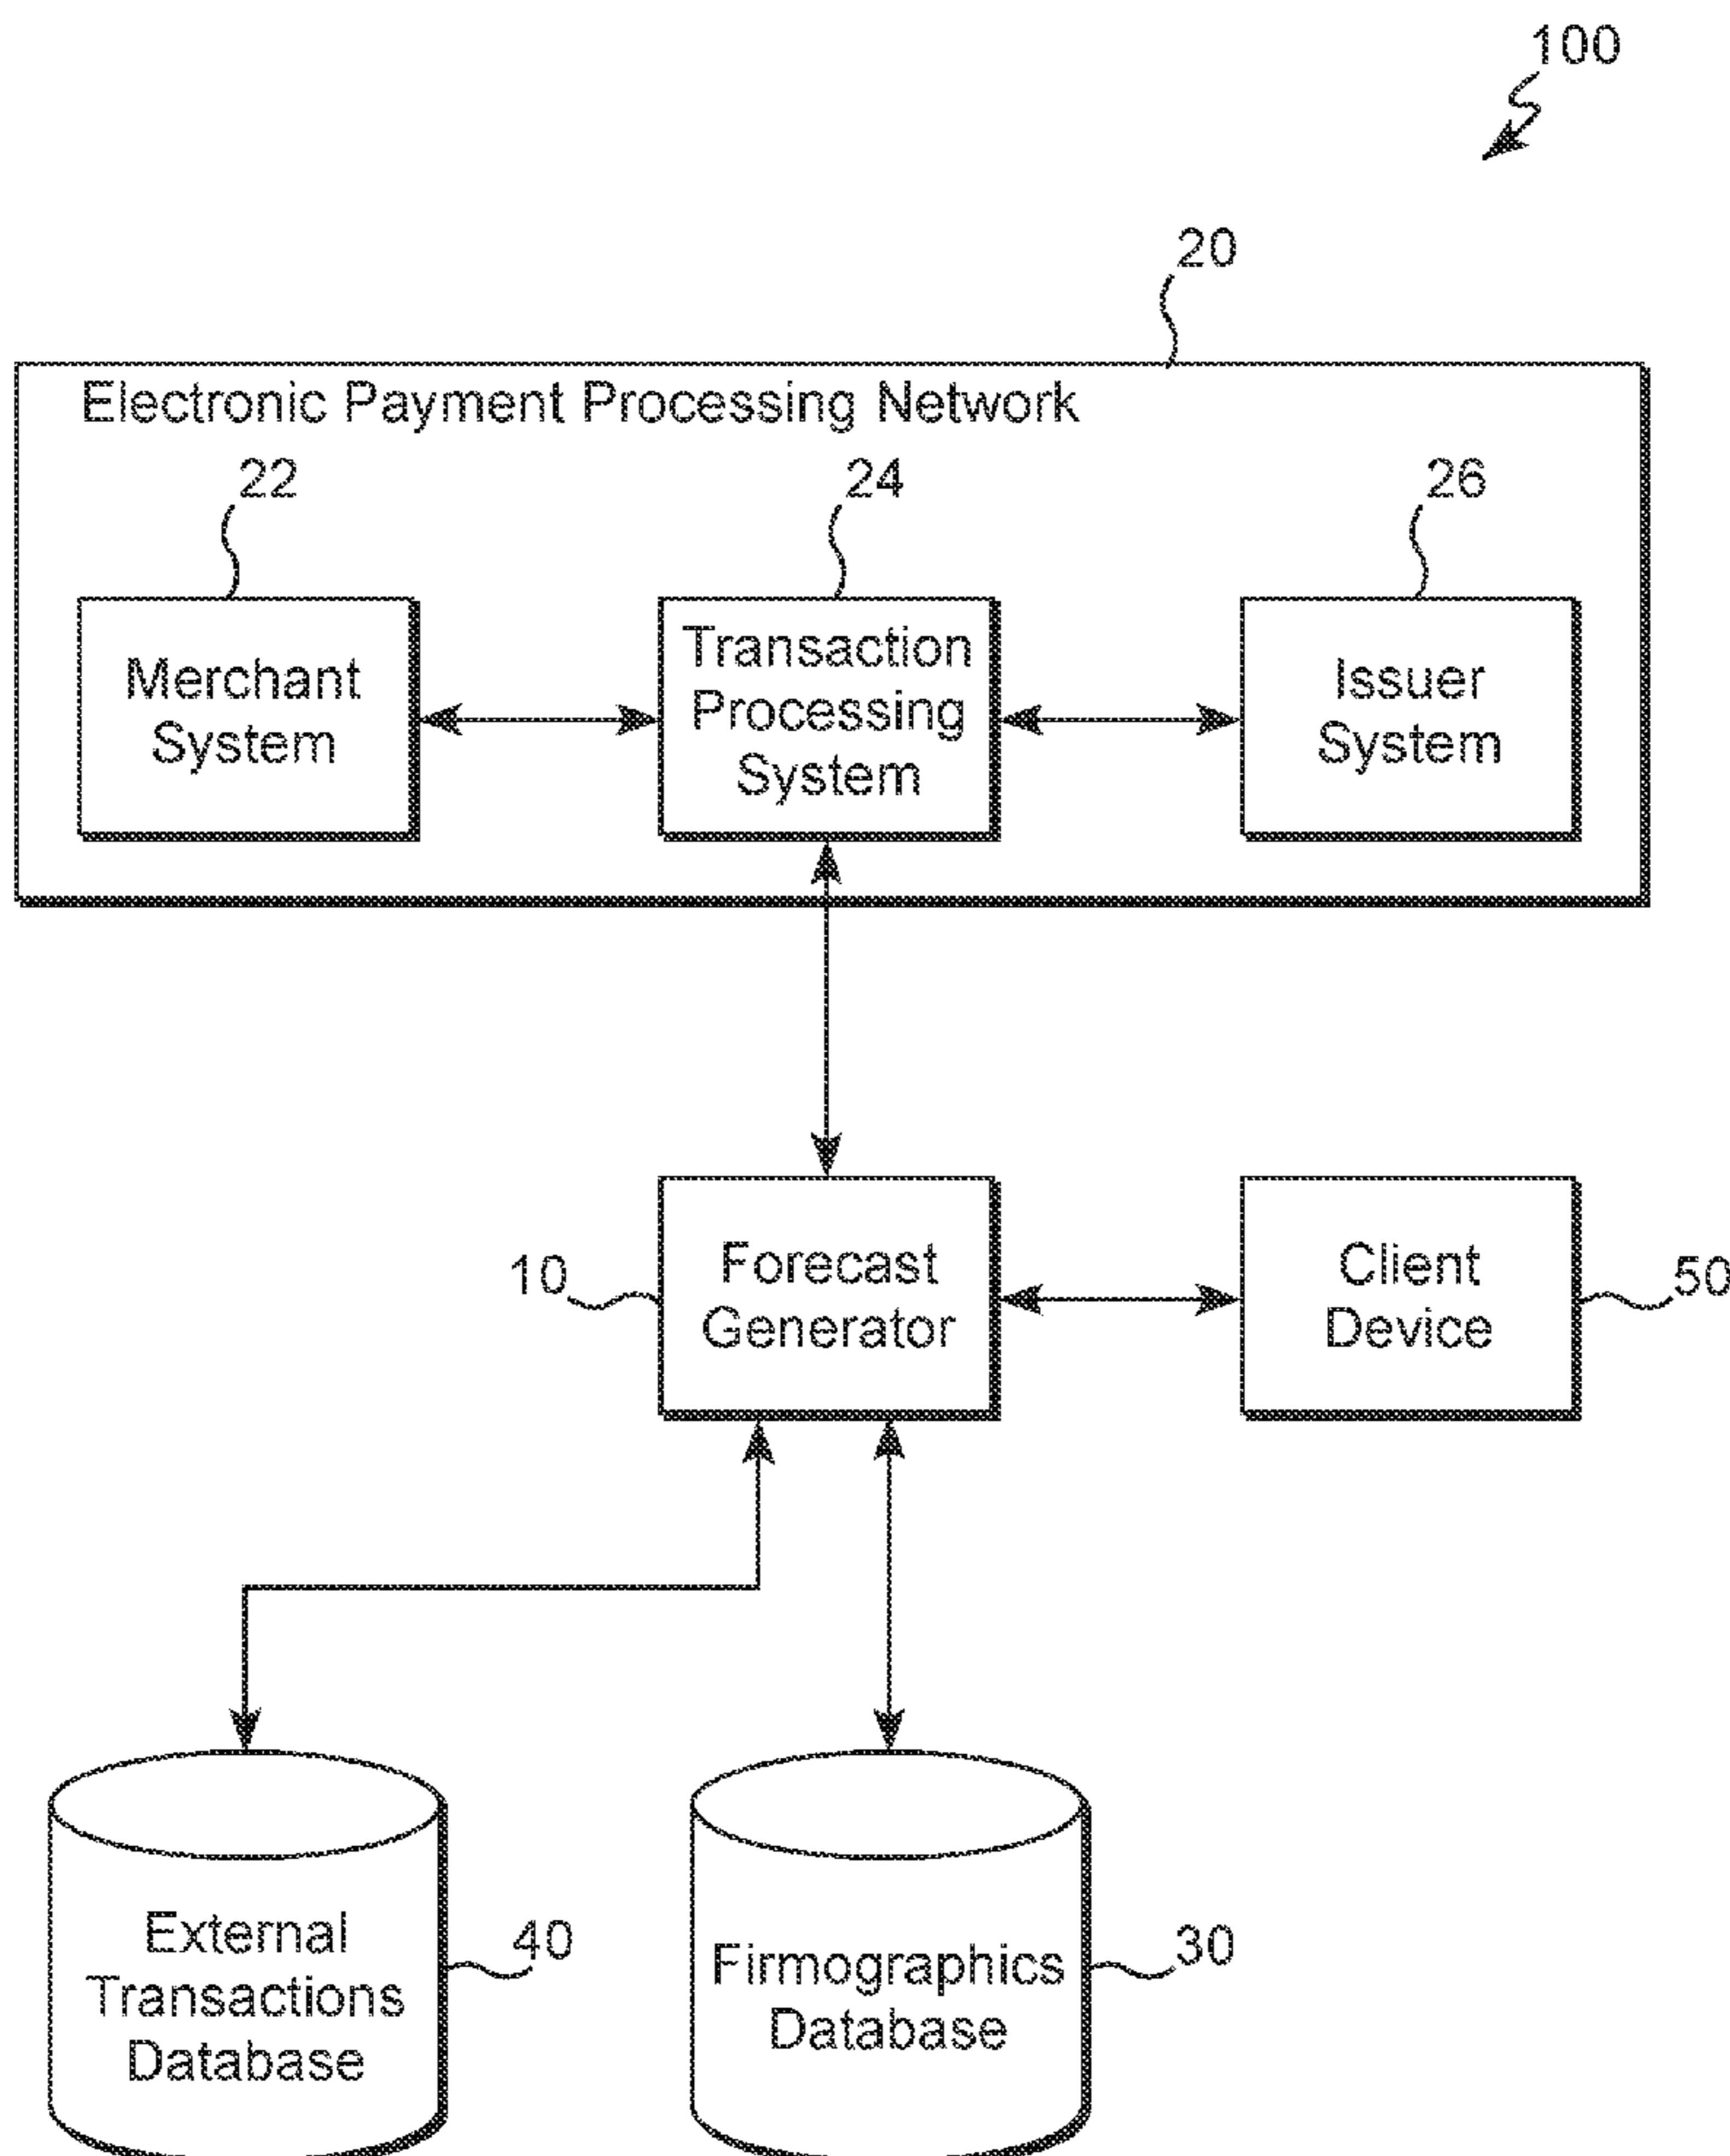 100
20
Electronic Payment Processing Network
22
24
26
Merchant
System
Transaction
Processing
System
Issuer
System
10
Forecast
Generator
Client
Device
50
External
Transactions
Database
40
Firmographics
Database
30